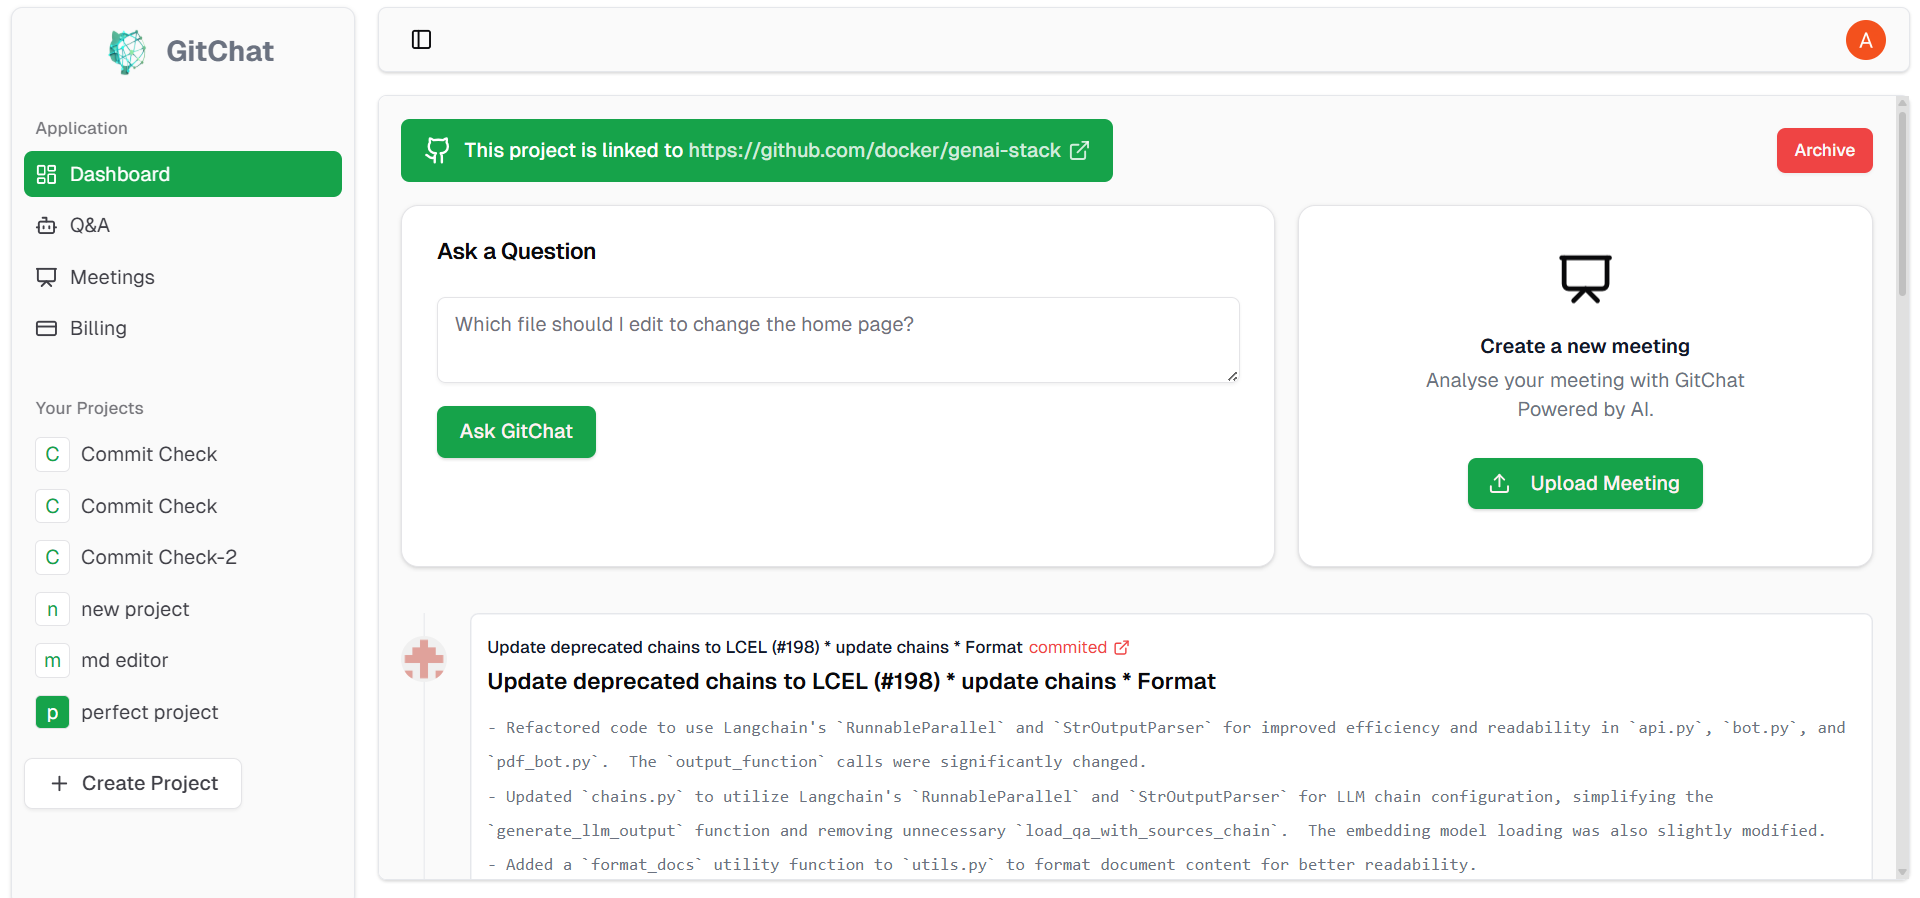 GitChat
Application
Dashboard
Q&A
Meetings
Billing
Your Projects
C Commit Check
C Commit Check
C Commit Check-2
n new project
m md editor
p perfect project
+ Create Project
A
This project is linked to https://github.com/docker/genai-stack
Archive
Ask a Question
Which file should I edit to change the home page?
Ask GitChat
Create a new meeting
Analyse your meeting with GitChat
Powered by AI.
Upload Meeting
Update deprecated chains to LCEL (#198) * update chains * Format commited
Update deprecated chains to LCEL (#198) * update chains * Format
- Refactored code to use Langchain's `RunnableParallel` and `StrOutputParser` for improved efficiency and readability in `api.py`, `bot.py`, and
`pdf_bot.py`.  The `output_function` calls were significantly changed.
- Updated `chains.py` to utilize Langchain's `RunnableParallel` and `StrOutputParser` for LLM chain configuration, simplifying the
`generate_llm_output` function and removing unnecessary `load_qa_with_sources_chain`.  The embedding model loading was also slightly modified.
- Added a `format_docs` utility function to `utils.py` to format document content for better readability.